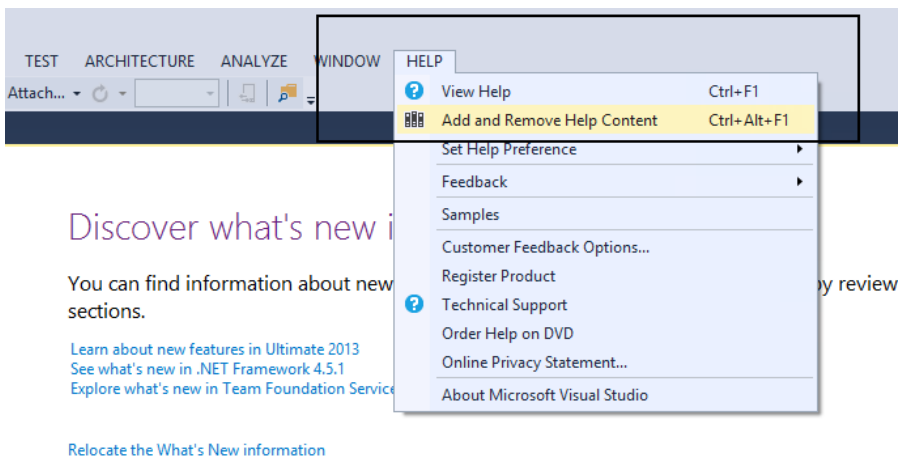 TEST ARCHITECTURE ANALYZE WINDOW HELP
Attach...
View Help Ctrl+F1
Add and Remove Help Content Ctrl+Alt+F1
Set Help Preference
Feedback
Samples
Customer Feedback Options...
Register Product
Technical Support
Order Help on DVD
Online Privacy Statement...
About Microsoft Visual Studio
Discover what's new i
You can find information about new by review
sections.
Learn about new features in Ultimate 2013
See what's new in .NET Framework 4.5.1
Explore what's new in Team Foundation Service
Relocate the What's New information